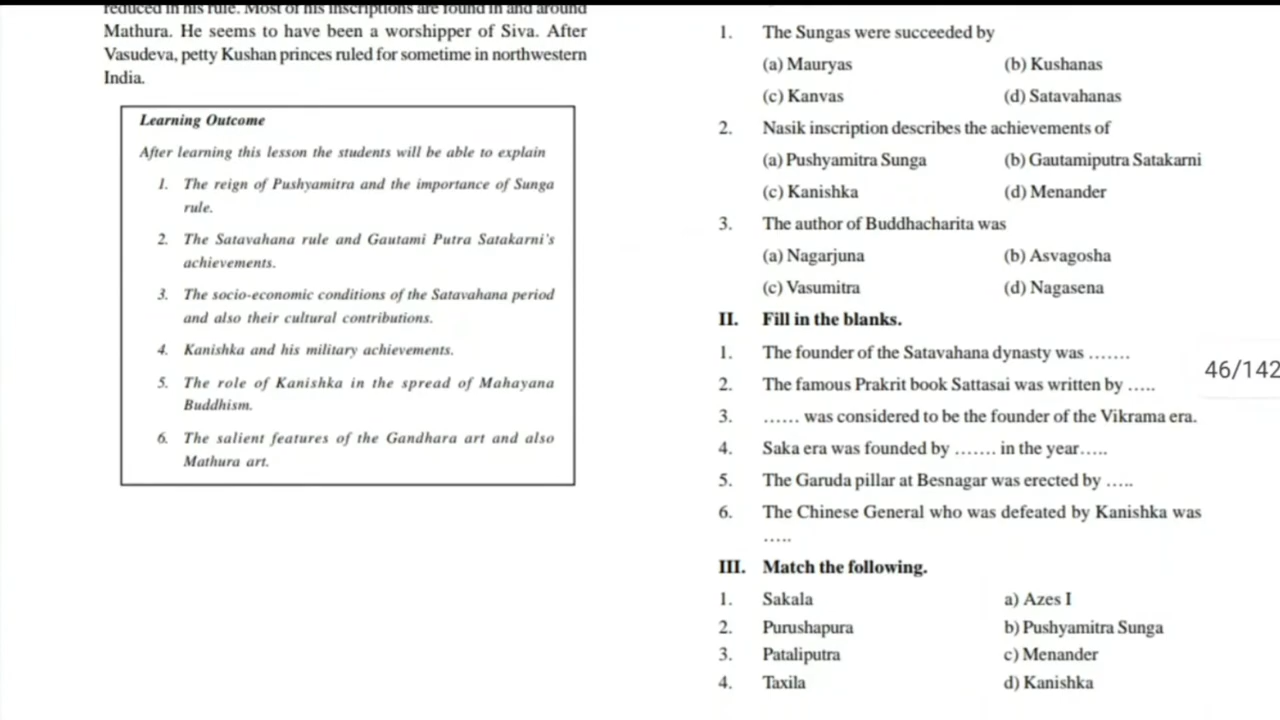 reduced in his rule. Most of his inscriptions are found in and around
Mathura. He seems to have been a worshipper of Siva. After
Vasudeva, petty Kushan princes ruled for sometime in northwestern
India.
Learning Outcome
After learning this lesson the students will be able to explain
1. The reign of Pushyamitra and the importance of Sunga
rule.
2. The Satavahana rule and Gautami Putra Satakarni's
achievements.
3. The socio-economic conditions of the Satavahana period
and also their cultural contributions.
4. Kanishka and his military achievements.
5. The role of Kanishka in the spread of Mahayana
Buddhism.
6. The salient features of the Gandhara art and also
Mathura art.
1. The Sungas were succeeded by
(a) Mauryas (b) Kushanas
(c) Kanvas (d) Satavahanas
2. Nasik inscription describes the achievements of
(a) Pushyamitra Sunga (b) Gautamiputra Satakarni
(c) Kanishka (d) Menander
3. The author of Buddhacharita was
(a) Nagarjuna (b) Asvagosha
(c) Vasumitra (d) Nagasena
II. Fill in the blanks.
1. The founder of the Satavahana dynasty was .......
2. The famous Prakrit book Sattasai was written by .....
3. ...... was considered to be the founder of the Vikrama era.
4. Saka era was founded by ....... in the year.....
5. The Garuda pillar at Besnagar was erected by .....
6. The Chinese General who was defeated by Kanishka was
.....
III. Match the following.
1. Sakala a) Azes I
2. Purushapura b) Pushyamitra Sunga
3. Pataliputra c) Menander
4. Taxila d) Kanishka
46/142